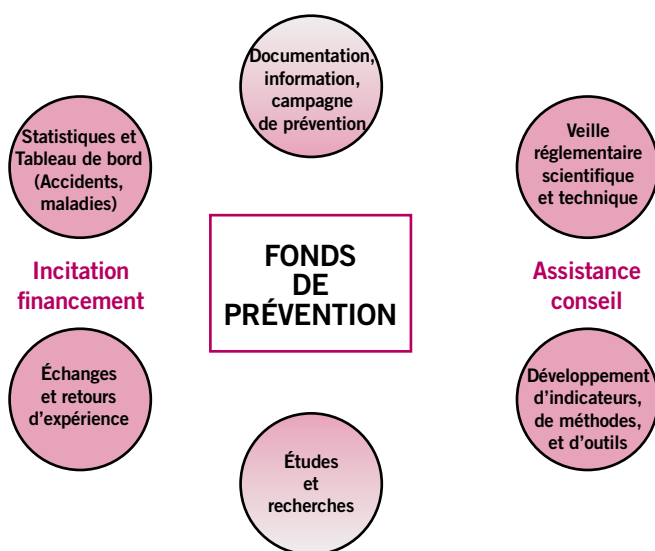 Documentation,
information,
campagne
de prévention
Statistiques et
Tableau de bord
(Accidents,
maladies)
Veille
réglementaire
scientifique
et technique
Incitation
financement
FONDS
DE
PRÉVENTION
Assistance
conseil
Échanges
et retours
d’expérience
Développement
d’indicateurs,
de méthodes,
et d’outils
Études
et
recherches